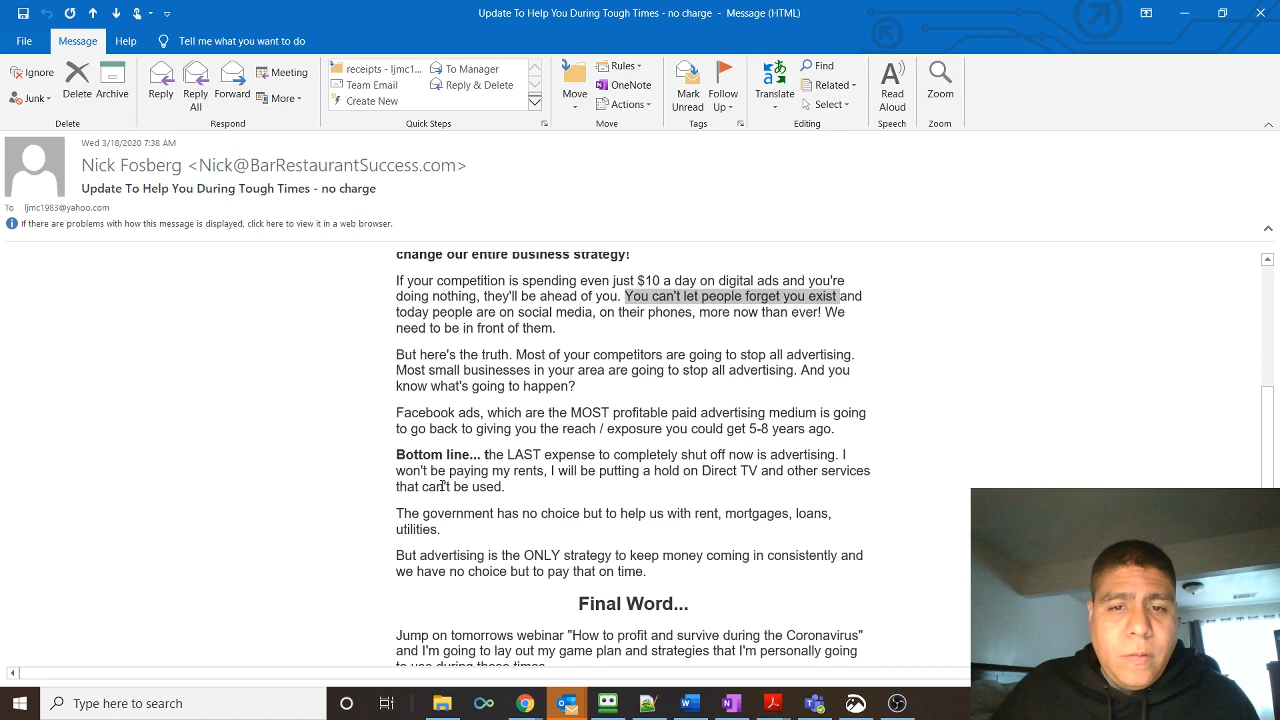 Update To Help You During Tough Times - no charge - Message (HTML)
File Message Help Tell me what you want to do
Ignore
Junk
Delete
Archive
Reply
Reply All
Forward
Meeting
More
receipts - ljmc1...
Team Email
Create New
To Manager
Reply & Delete
Move
Rules
OneNote
Actions
Mark Unread
Follow Up
Translate
Find
Related
Select
Read Aloud
Zoom
Delete Respond Quick Steps Move Tags Editing Speech Zoom
Wed 3/18/2020 7:38 AM
Nick Fosberg <Nick@BarRestaurantSuccess.com>
Update To Help You During Tough Times - no charge
To ljmc1983@yahoo.com
If there are problems with how this message is displayed, click here to view it in a web browser.
change our entire business strategy!
If your competition is spending even just $10 a day on digital ads and you're
doing nothing, they'll be ahead of you. You can't let people forget you exist and
today people are on social media, on their phones, more now than ever! We
need to be in front of them.
But here's the truth. Most of your competitors are going to stop all advertising.
Most small businesses in your area are going to stop all advertising. And you
know what's going to happen?
Facebook ads, which are the MOST profitable paid advertising medium is going
to go back to giving you the reach / exposure you could get 5-8 years ago.
Bottom line... the LAST expense to completely shut off now is advertising. I
won't be paying my rents, I will be putting a hold on Direct TV and other services
that can't be used.
The government has no choice but to help us with rent, mortgages, loans,
utilities.
But advertising is the ONLY strategy to keep money coming in consistently and
we have no choice but to pay that on time.
Final Word...
Jump on tomorrows webinar "How to profit and survive during the Coronavirus"
and I'm going to lay out my game plan and strategies that I'm personally going
to use during these times.
Type here to search